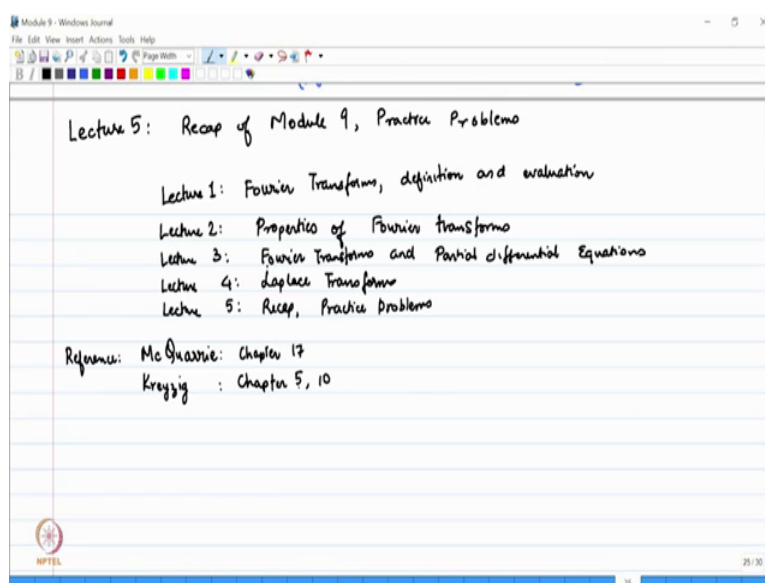 Module 9 - Windows Journal
File Edit View Insert Actions Tools Help
Page Width
B I
Lecture 5: Recap of Module 9, Practice Problems
Lecture 1: Fourier Transforms, definition and evaluation
Lecture 2: Properties of Fourier transforms
Lecture 3: Fourier Transforms and Partial differential Equations
Lecture 4: Laplace Transforms
Lecture 5: Recap, Practice Problems
Reference: McQuarrie: Chapter 17
Kreyzig : Chapter 5, 10
NPTEL
25/30